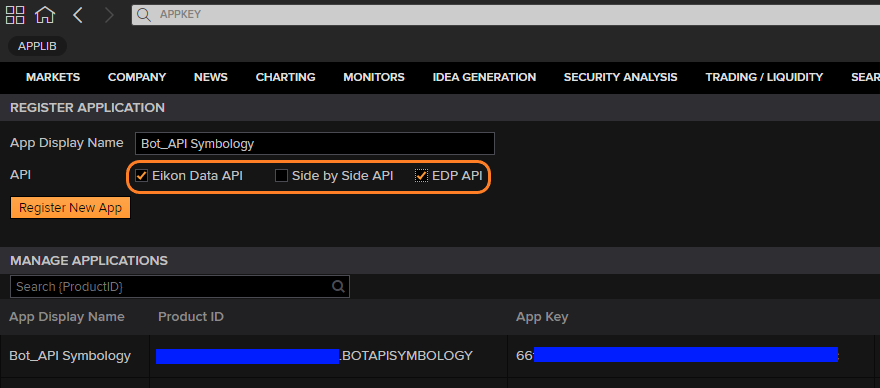 APPKEY
APPLIB
MARKETS COMPANY NEWS CHARTING MONITORS IDEA GENERATION SECURITY ANALYSIS TRADING / LIQUIDITY SEAR
REGISTER APPLICATION
App Display Name Bot_API Symbology
API Eikon Data API Side by Side API EDP API
Register New App
MANAGE APPLICATIONS
Search {ProductID}
App Display Name Product ID App Key
Bot_API Symbology .BOTAPISYMBOLOGY 66